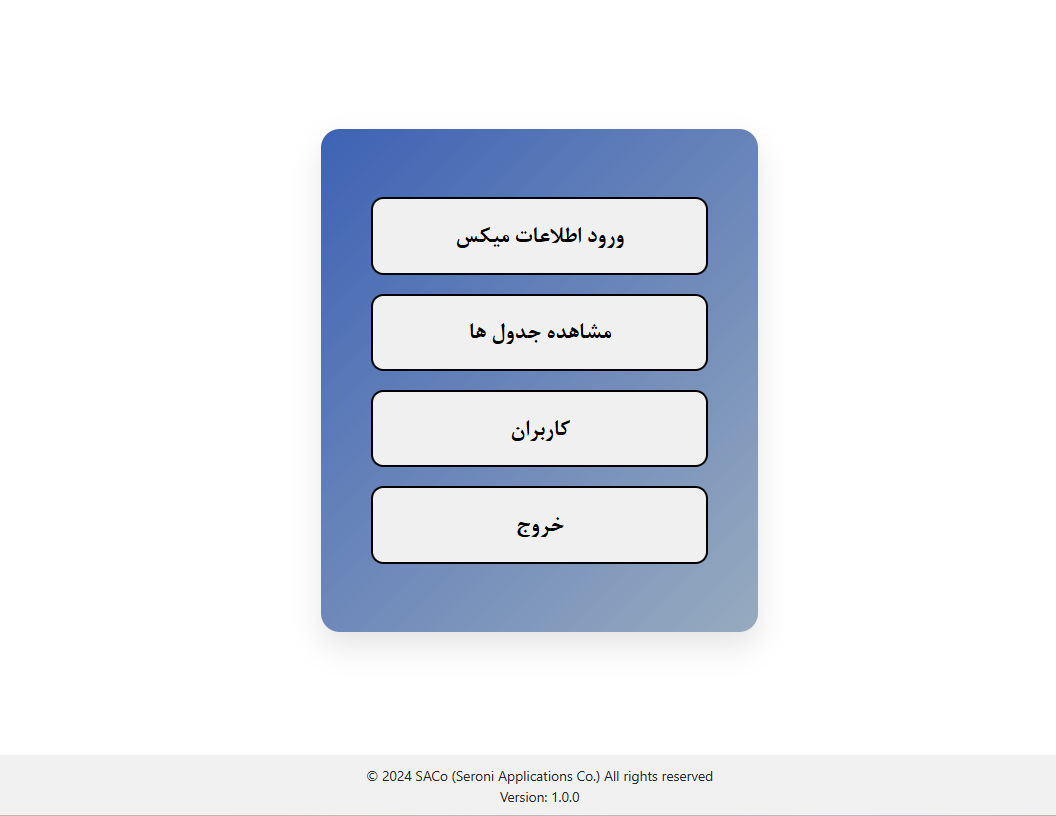 ورود اطلاعات میکس
مشاهده جدول ها
کاربران
خروج
© 2024 SACo (Seroni Applications Co.) All rights reserved
Version: 1.0.0